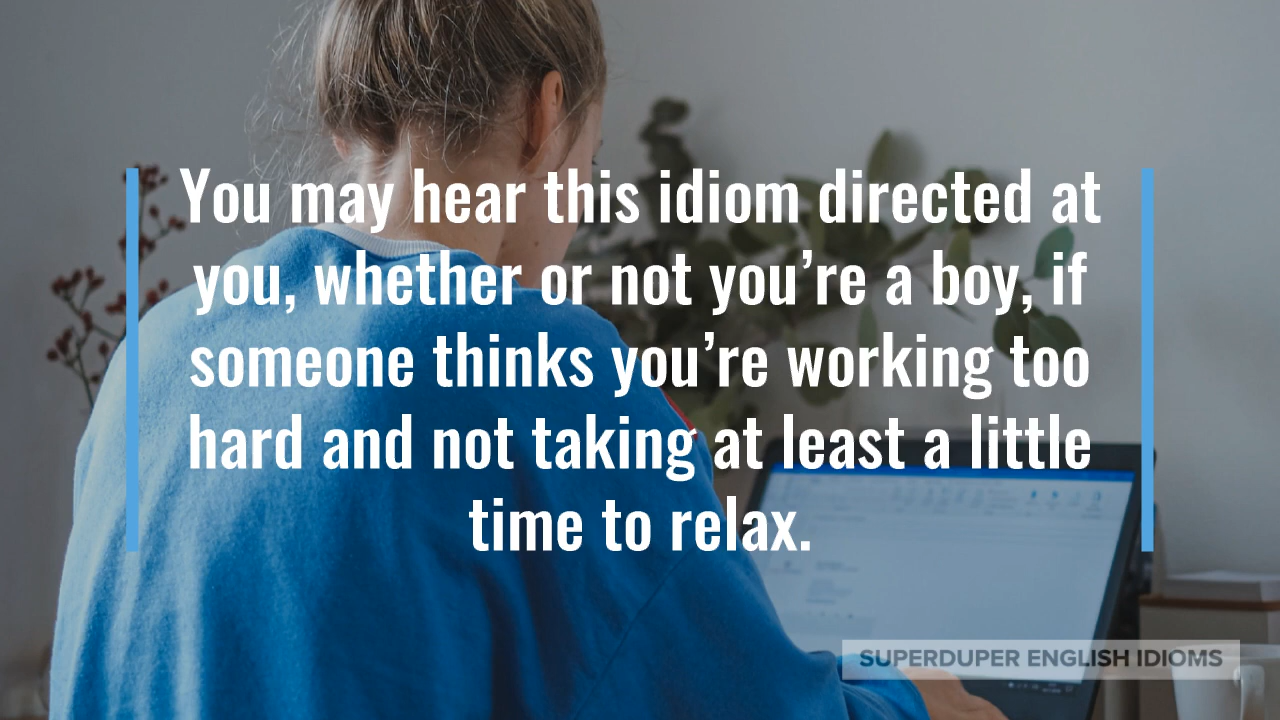 You may hear this idiom directed at
you, whether or not you’re a boy, if
someone thinks you’re working too
hard and not taking at least a little
time to relax.
SUPERDUPER ENGLISH IDIOMS